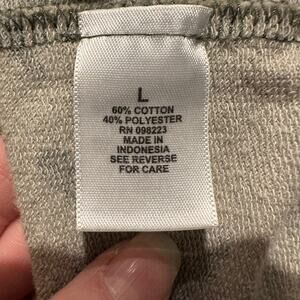 L
60% COTTON
40% POLYESTER
RN 098223
MADE IN
INDONESIA
SEE REVERSE
FOR CARE